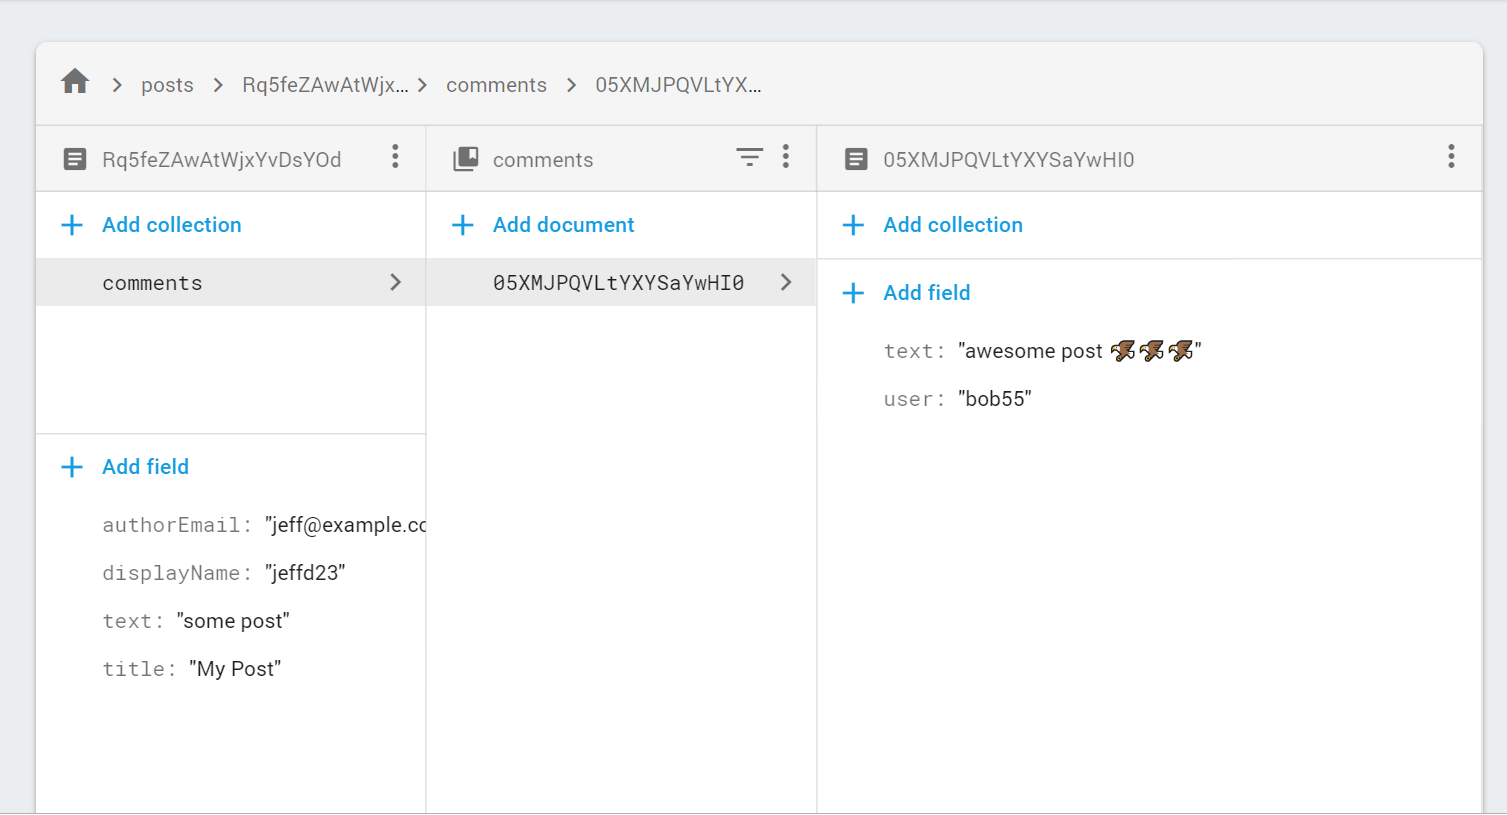 posts
Rq5feZAwAtWjx...
comments
05XMJPQVLtYX...
Rq5feZAwAtWjxYvDsYOd
Add collection
comments
Add field
authorEmail: "jeff@example.co
displayName: "jeffd23"
text: "some post"
title: "My Post"
comments
Add document
05XMJPQVLtYXYSaYwHI0
05XMJPQVLtYXYSaYwHI0
Add collection
Add field
text: "awesome post 🦅🦅🦅"
user: "bob55"